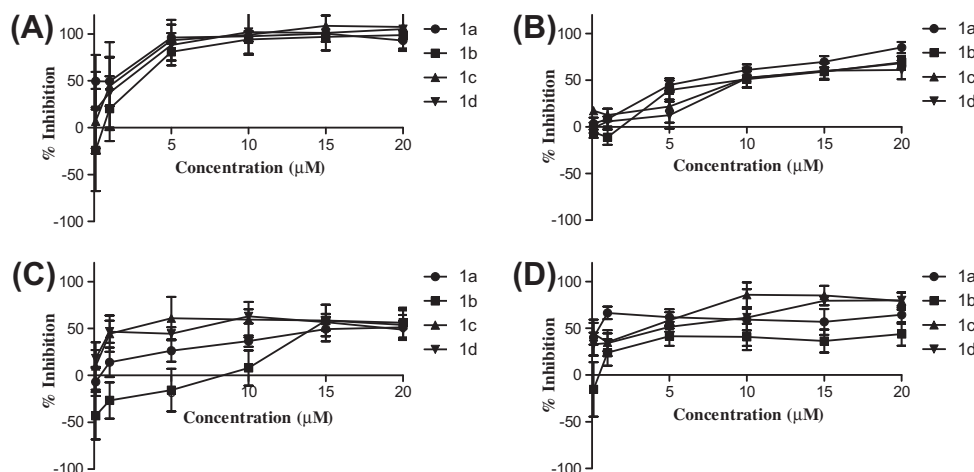 (A)
100
50
0
-50
-100
% Inhibition
5 10 15 20
Concentration (µM)
1a
1b
1c
1d
(B)
100
50
0
-50
-100
% Inhibition
5 10 15 20
Concentration (µM)
1a
1b
1c
1d
(C)
100
50
0
-50
-100
% Inhibition
5 10 15 20
Concentration (µM)
1a
1b
1c
1d
(D)
100
50
0
-50
-100
% Inhibition
5 10 15 20
Concentration (µM)
1a
1b
1c
1d